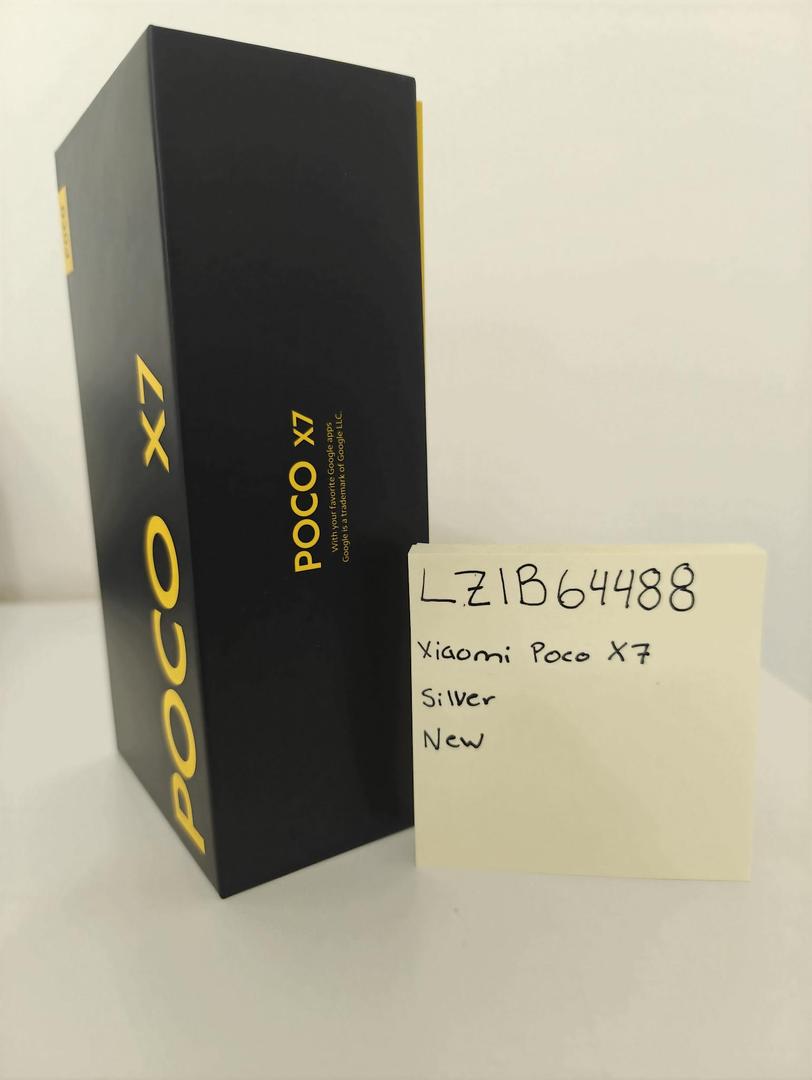 POCO
POCO X7
POCO X7
With your favorite Google apps
Google is a trademark of Google LLC.
LZ1B64488
Xiaomi Poco X7
Silver
New